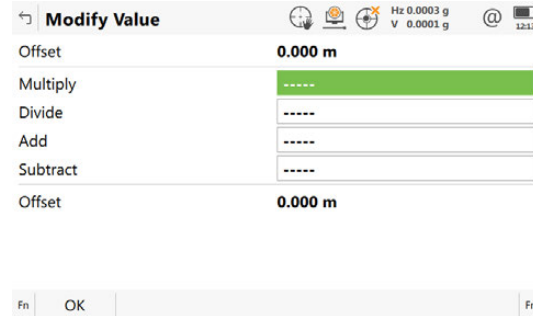 Modify Value
Hz 0.0003 g
V 0.0001 g
@
Offset 0.000 m
Multiply -----
Divide -----
Add -----
Subtract -----
Offset 0.000 m
Fn OK